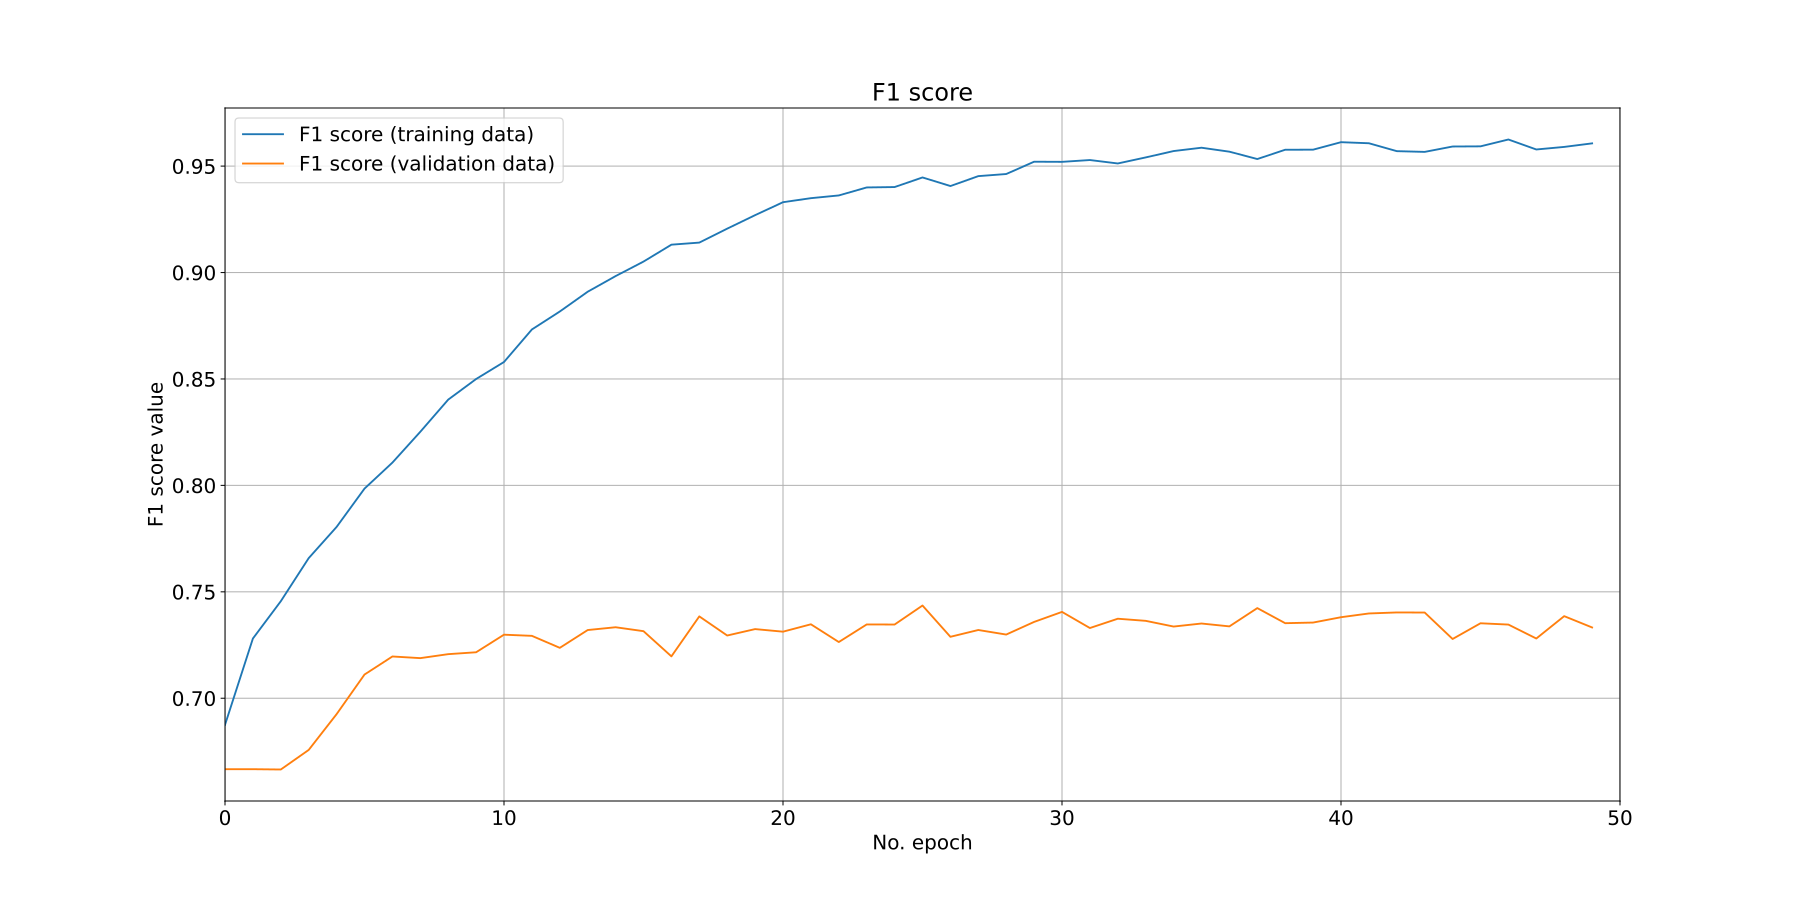 F1 score
F1 score (training data)
F1 score (validation data)
0.95
0.90
0.85
0.80
0.75
0.70
F1 score value
0 10 20 30 40 50
No. epoch